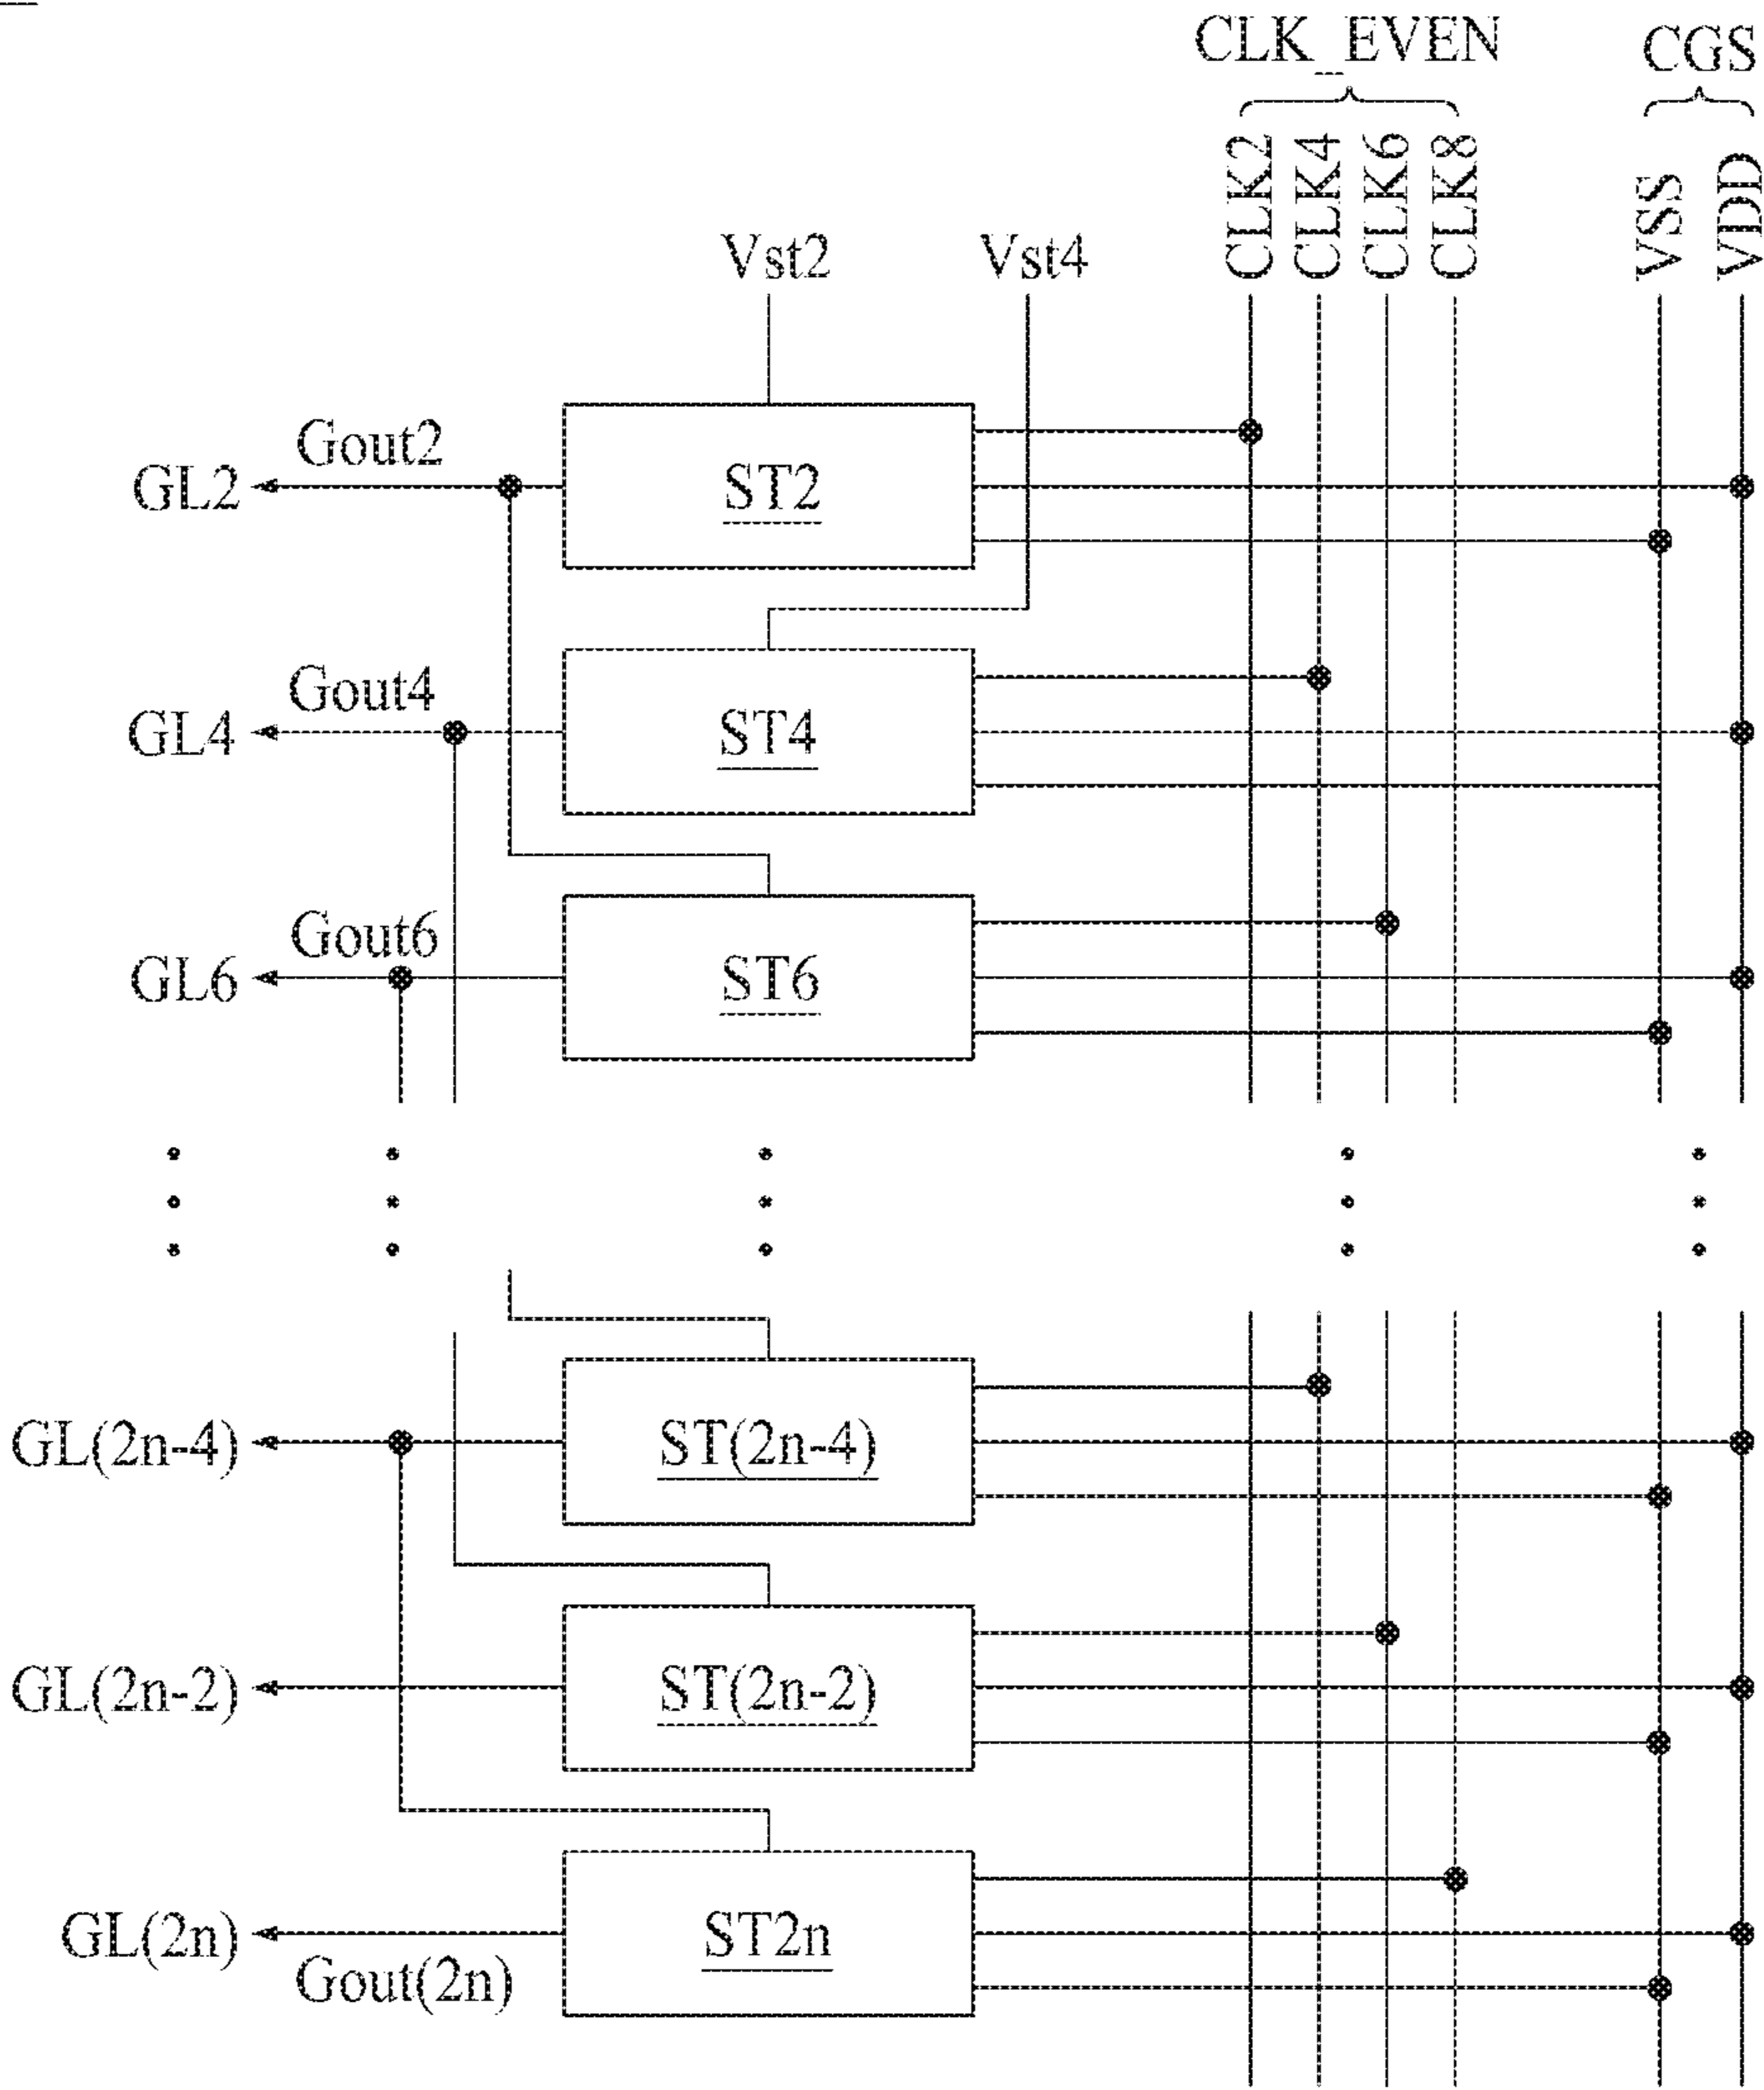 CLK_EVEN CGS
CLK2 CLK4 CLK6 CLK8 VSS VDD
Vst2 Vst4
Gout2
GL2 ST2
Gout4
GL4 ST4
Gout6
GL6 ST6
GL(2n-4) ST(2n-4)
GL(2n-2) ST(2n-2)
GL(2n) ST2n
Gout(2n)